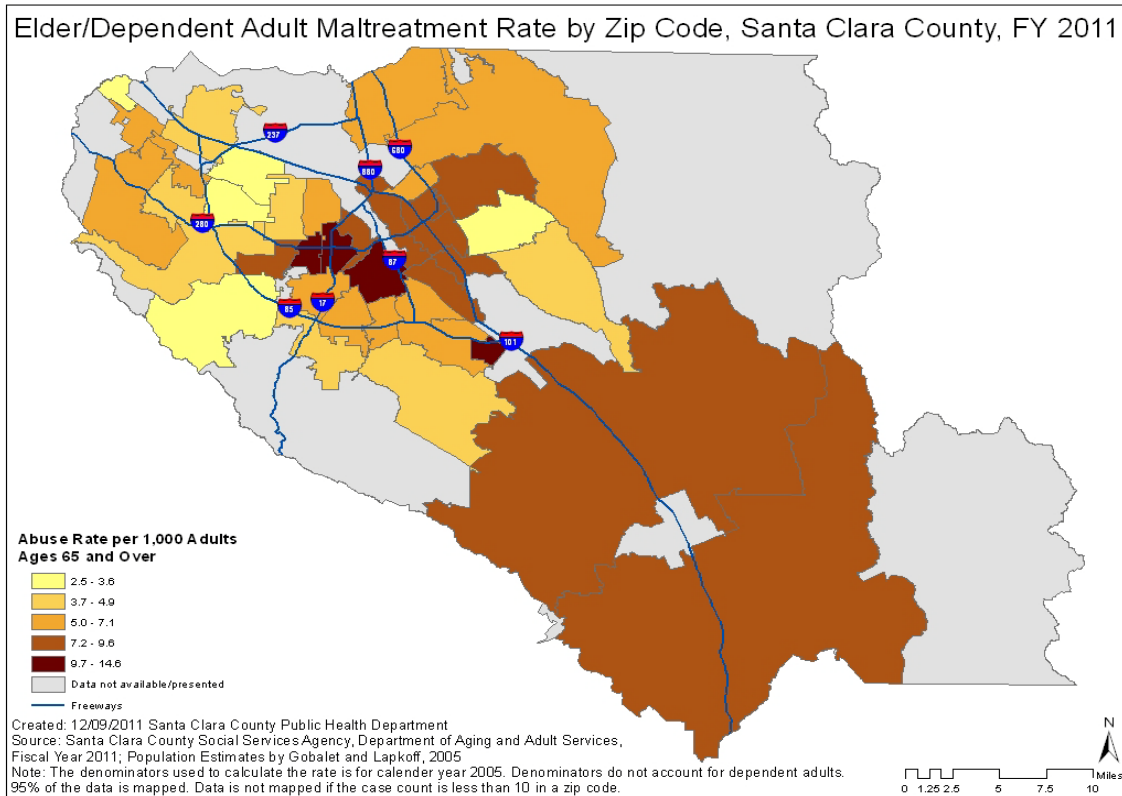 Elder/Dependent Adult Maltreatment Rate by Zip Code, Santa Clara County, FY 2011
237
680
880
280
87
85
17
101
Abuse Rate per 1,000 Adults
Ages 65 and Over
2.5 - 3.6
3.7 - 4.9
5.0 - 7.1
7.2 - 9.6
9.7 - 14.6
Data not available/presented
Freeways
Created: 12/09/2011 Santa Clara County Public Health Department
Source: Santa Clara County Social Services Agency, Department of Aging and Adult Services,
Fiscal Year 2011; Population Estimates by Gobalet and Lapkoff, 2005
Note: The denominators used to calculate the rate is for calender year 2005. Denominators do not account for dependent adults.
95% of the data is mapped. Data is not mapped if the case count is less than 10 in a zip code.
N
Miles
0 1.25 2.5 5 7.5 10